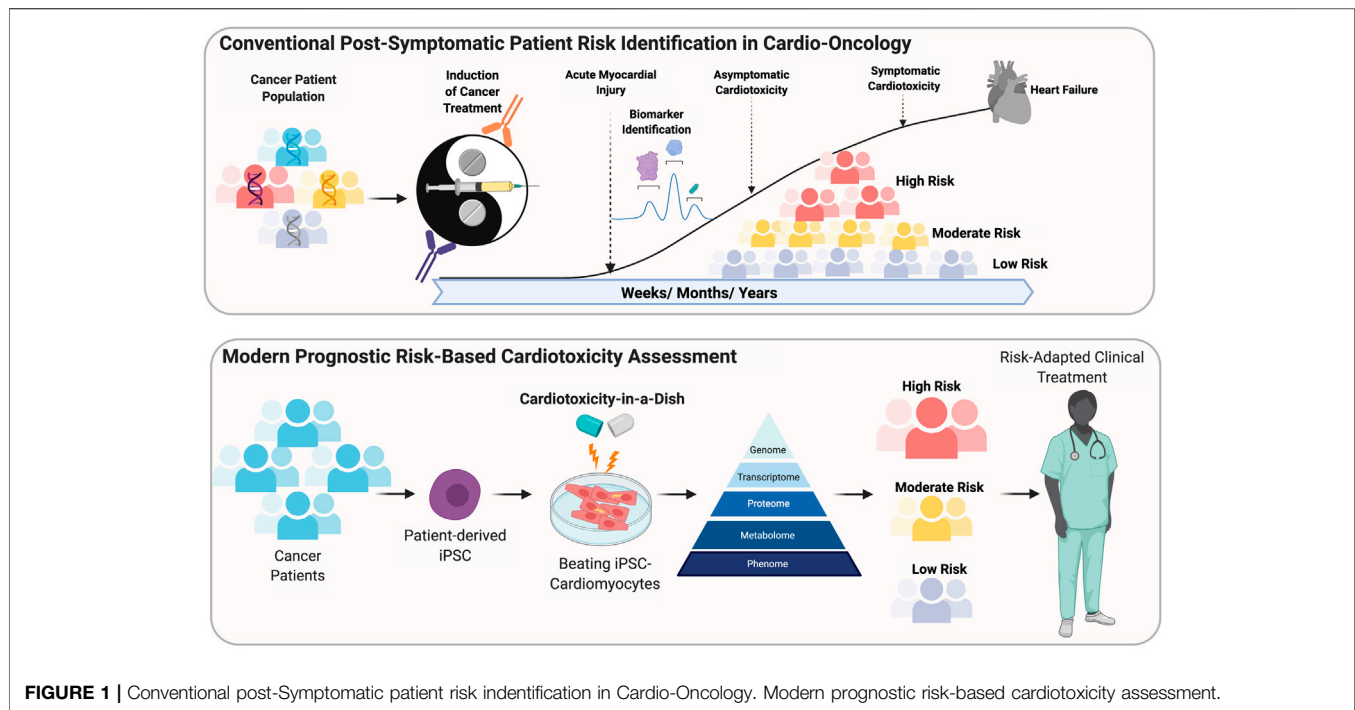 Conventional Post-Symptomatic Patient Risk Identification in Cardio-Oncology
Cancer Patient
Population
Induction
of Cancer
Treatment
Acute Myocardial
Injury
Biomarker
Identification
Asymptomatic
Cardiotoxicity
Symptomatic
Cardiotoxicity
Heart Failure
High Risk
Moderate Risk
Low Risk
Weeks/ Months/ Years
Modern Prognostic Risk-Based Cardiotoxicity Assessment
Cancer
Patients
Patient-derived
iPSC
Cardiotoxicity-in-a-Dish
Beating iPSC-
Cardiomyocytes
Genome
Transcriptome
Proteome
Metabolome
Phenome
High Risk
Moderate Risk
Low Risk
Risk-Adapted Clinical
Treatment
FIGURE 1 | Conventional post-Symptomatic patient risk indentification in Cardio-Oncology. Modern prognostic risk-based cardiotoxicity assessment.